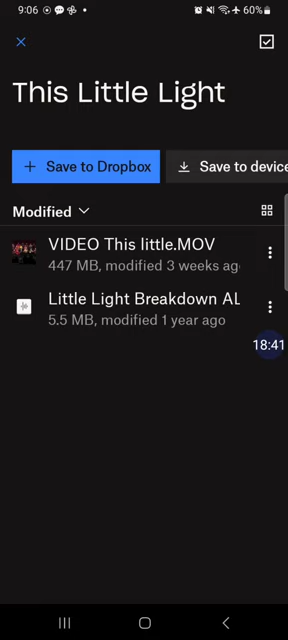 9:06
60%
This Little Light
+ Save to Dropbox
Save to device
Modified
VIDEO This little.MOV
447 MB, modified 3 weeks ag
Little Light Breakdown AL
5.5 MB, modified 1 year ago
18:41